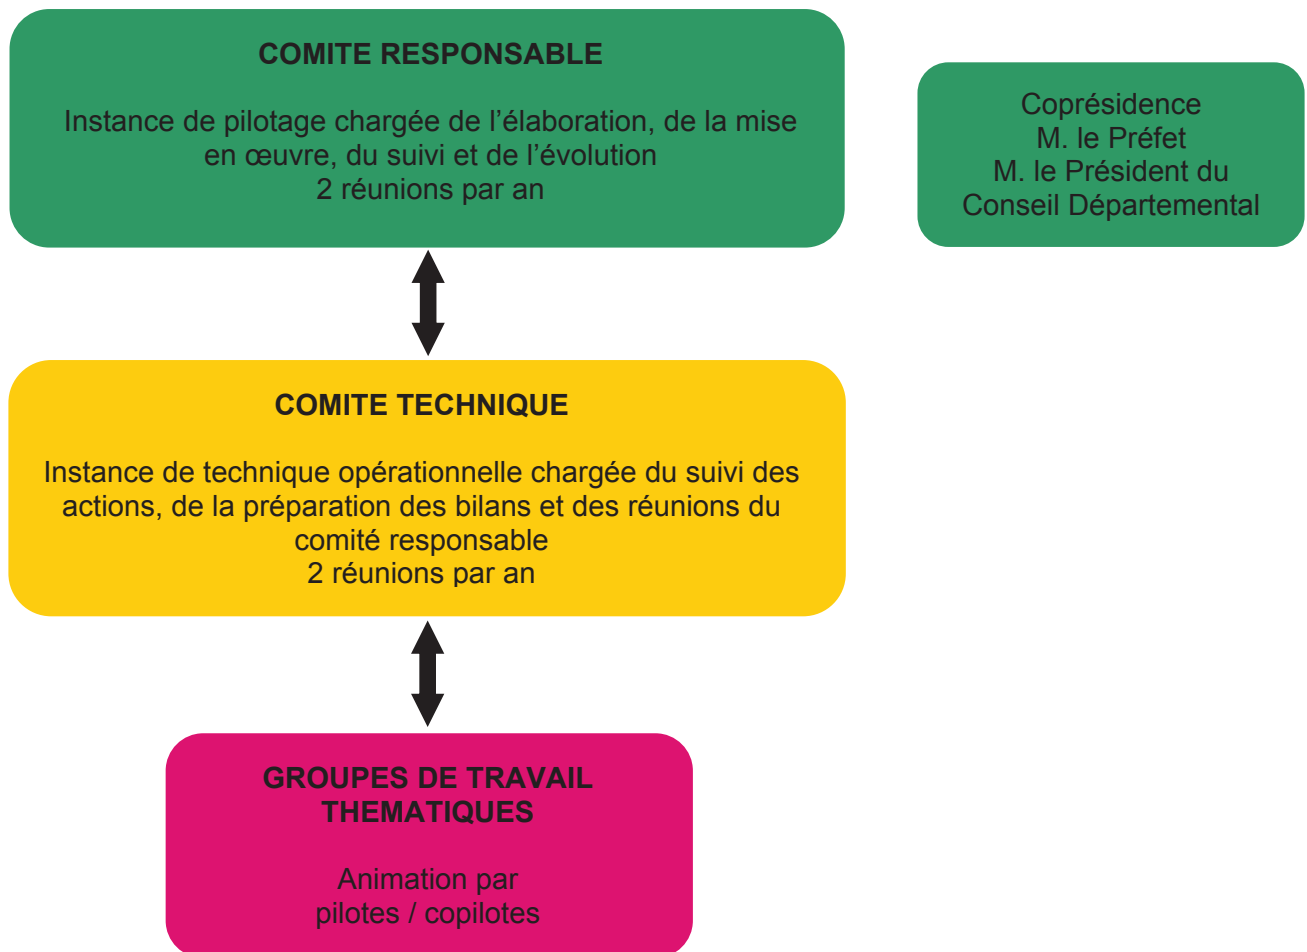 COMITE RESPONSABLE
Instance de pilotage chargée de l’élaboration, de la mise
en œuvre, du suivi et de l’évolution
2 réunions par an
Coprésidence
M. le Préfet
M. le Président du
Conseil Départemental
COMITE TECHNIQUE
Instance de technique opérationnelle chargée du suivi des
actions, de la préparation des bilans et des réunions du
comité responsable
2 réunions par an
GROUPES DE TRAVAIL
THEMATIQUES
Animation par
pilotes / copilotes